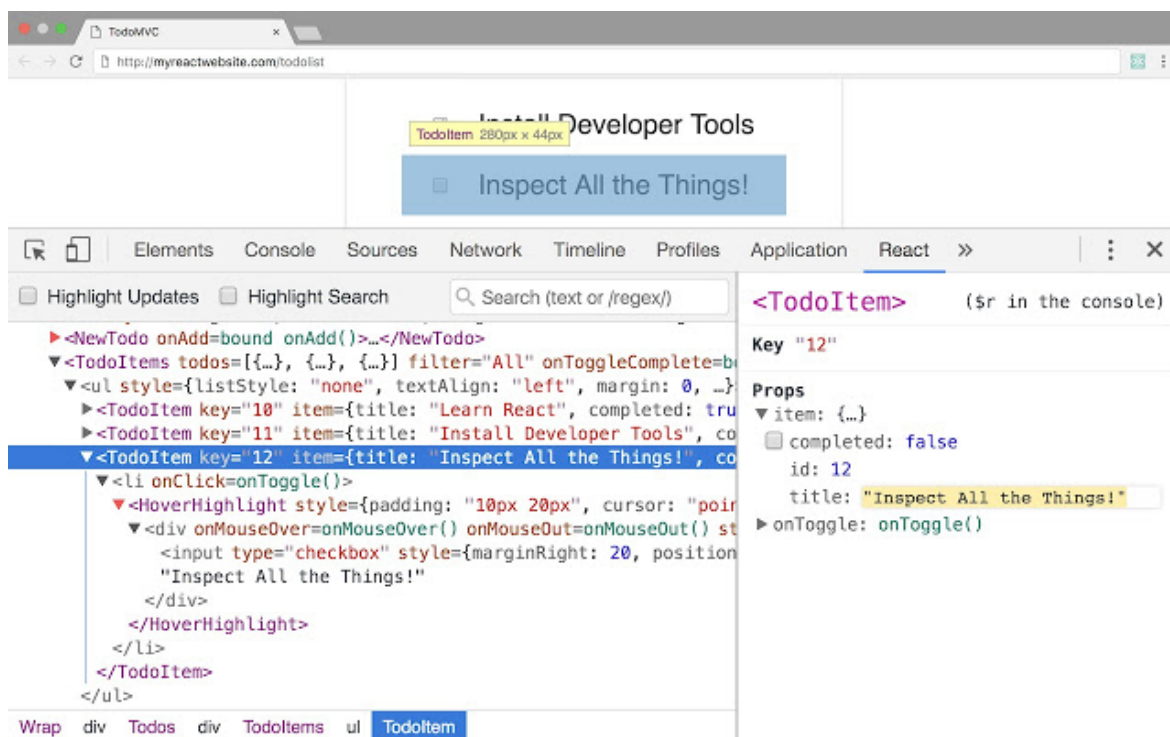 TodoMVC ×
http://myreactwebsite.com/todolist
Install Developer Tools
TodoItem 280px × 44px
Inspect All the Things!
Elements Console Sources Network Timeline Profiles Application React »
Highlight Updates Highlight Search Search (text or /regex/)
<NewTodo onAdd=bound onAdd()>…</NewTodo>
<TodoItems todos=[{…}, {…}, {…}] filter="All" onToggleComplete=b
<ul style={listStyle: "none", textAlign: "left", margin: 0, …}
<TodoItem key="10" item={title: "Learn React", completed: tru
<TodoItem key="11" item={title: "Install Developer Tools", co
<TodoItem key="12" item={title: "Inspect All the Things!", co
<li onClick=onToggle()>
<HoverHighlight style={padding: "10px 20px", cursor: "poin
<div onMouseOver=onMouseOver() onMouseOut=onMouseOut() st
<input type="checkbox" style={marginRight: 20, position
"Inspect All the Things!"
</div>
</HoverHighlight>
</li>
</TodoItem>
</ul>
Wrap div Todos div TodoItems ul TodoItem
<TodoItem> ($r in the console)
Key "12"
Props
item: {…}
completed: false
id: 12
title: "Inspect All the Things!"
onToggle: onToggle()